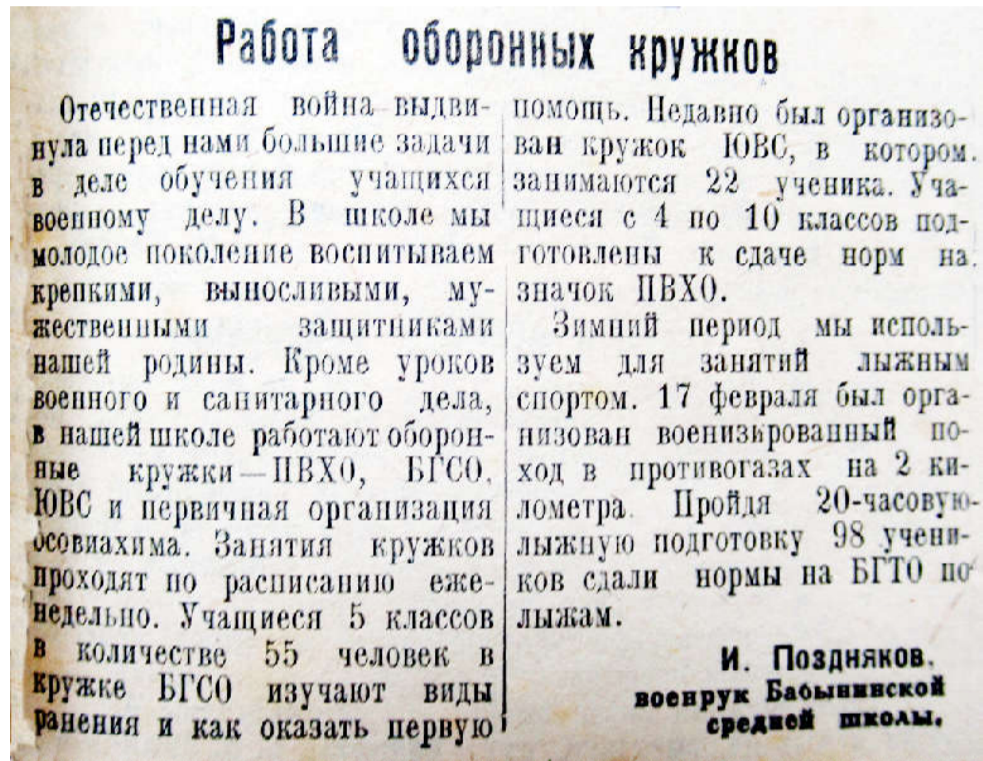 Работа оборонных кружков
Отечественная война выдви-
нула перед нами большие задачи
в деле обучения учащихся
военному делу. В школе мы
молодое поколение воспитываем
крепкими, выносливыми, му-
жественными защитниками
нашей родины. Кроме уроков
военного и санитарного дела,
в нашей школе работают оборон-
ные кружки—ПВХО, БГСО,
ЮВС и первичная организация
осовиахима. Занятия кружков
проходят по расписанию еже-
недельно. Учащиеся 5 классов
в количестве 55 человек в
кружке БГСО изучают виды
ранения и как оказать первую
помощь. Недавно был организо-
ван кружок ЮВС, в котором
занимаются 22 ученика. Уча-
щиеся с 4 по 10 классов под-
готовлены к сдаче норм на
значок ПВХО.
Зимний период мы исполь-
зуем для занятий лыжным
спортом. 17 февраля был орга-
низован военизированный по-
ход в противогазах на 2 ки-
лометра. Пройдя 20-часовую
лыжную подготовку 98 учени-
ков сдали нормы на БГТО по
лыжам.
И. Поздняков,
военрук Бабынинской
средней школы.